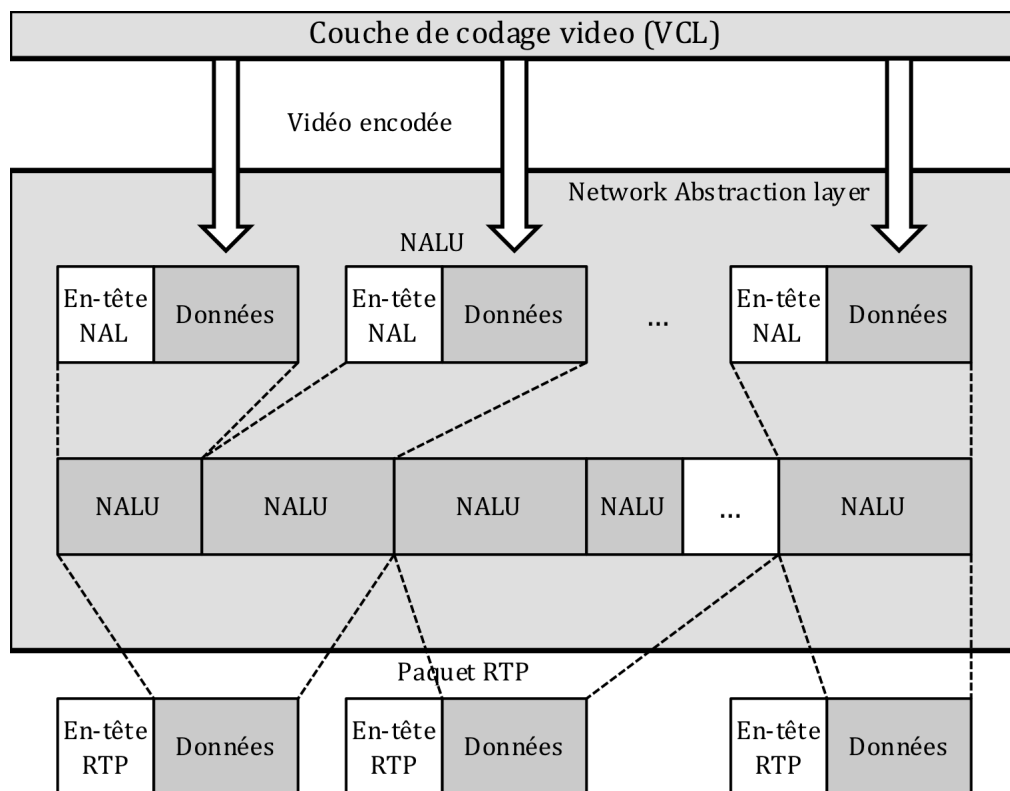 Couche de codage video (VCL)
Vidéo encodée
Network Abstraction layer
NALU
En-tête
NAL
Données
En-tête
NAL
Données
...
En-tête
NAL
Données
NALU
NALU
NALU
NALU
...
NALU
Paquet RTP
En-tête
RTP
Données
En-tête
RTP
Données
En-tête
RTP
Données